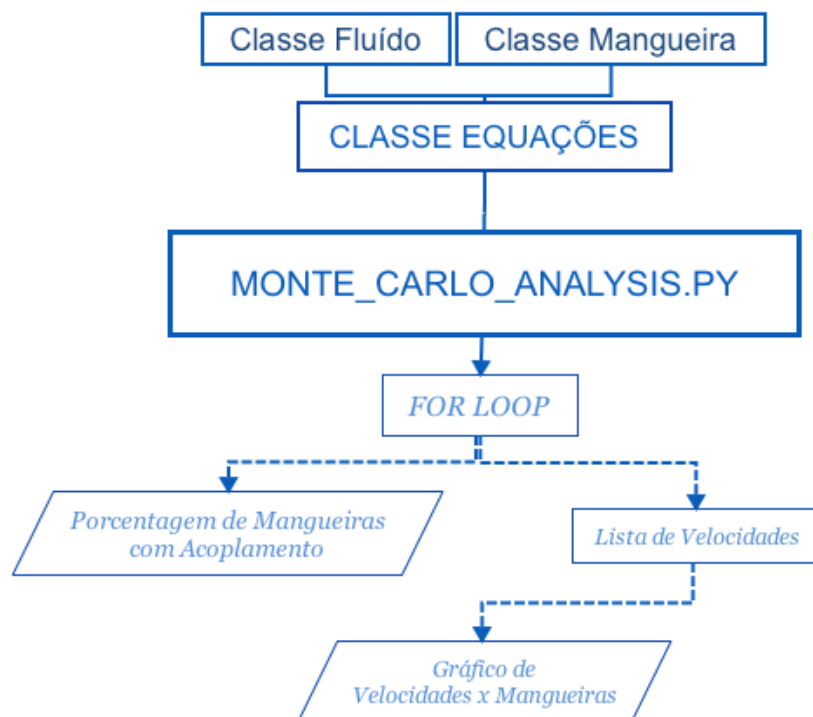 Classe Fluído
Classe Mangueira
CLASSE EQUAÇÕES
MONTE_CARLO_ANALYSIS.PY
FOR LOOP
Porcentagem de Mangueiras
com Acoplamento
Lista de Velocidades
Gráfico de
Velocidades x Mangueiras